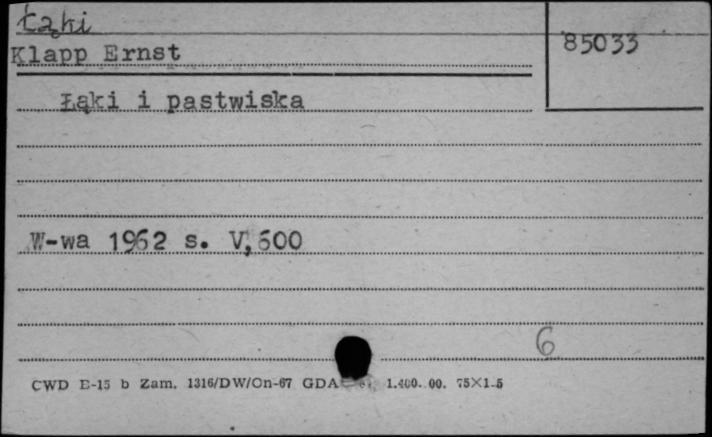 Łąki
Klapp Ernst
85033
Łąki i pastwiska
W-wa 1962 s. V,600
6
CWD E-15 b Zam. 1316/DW/On-67 GDA 1.400. 00. 75X1.5